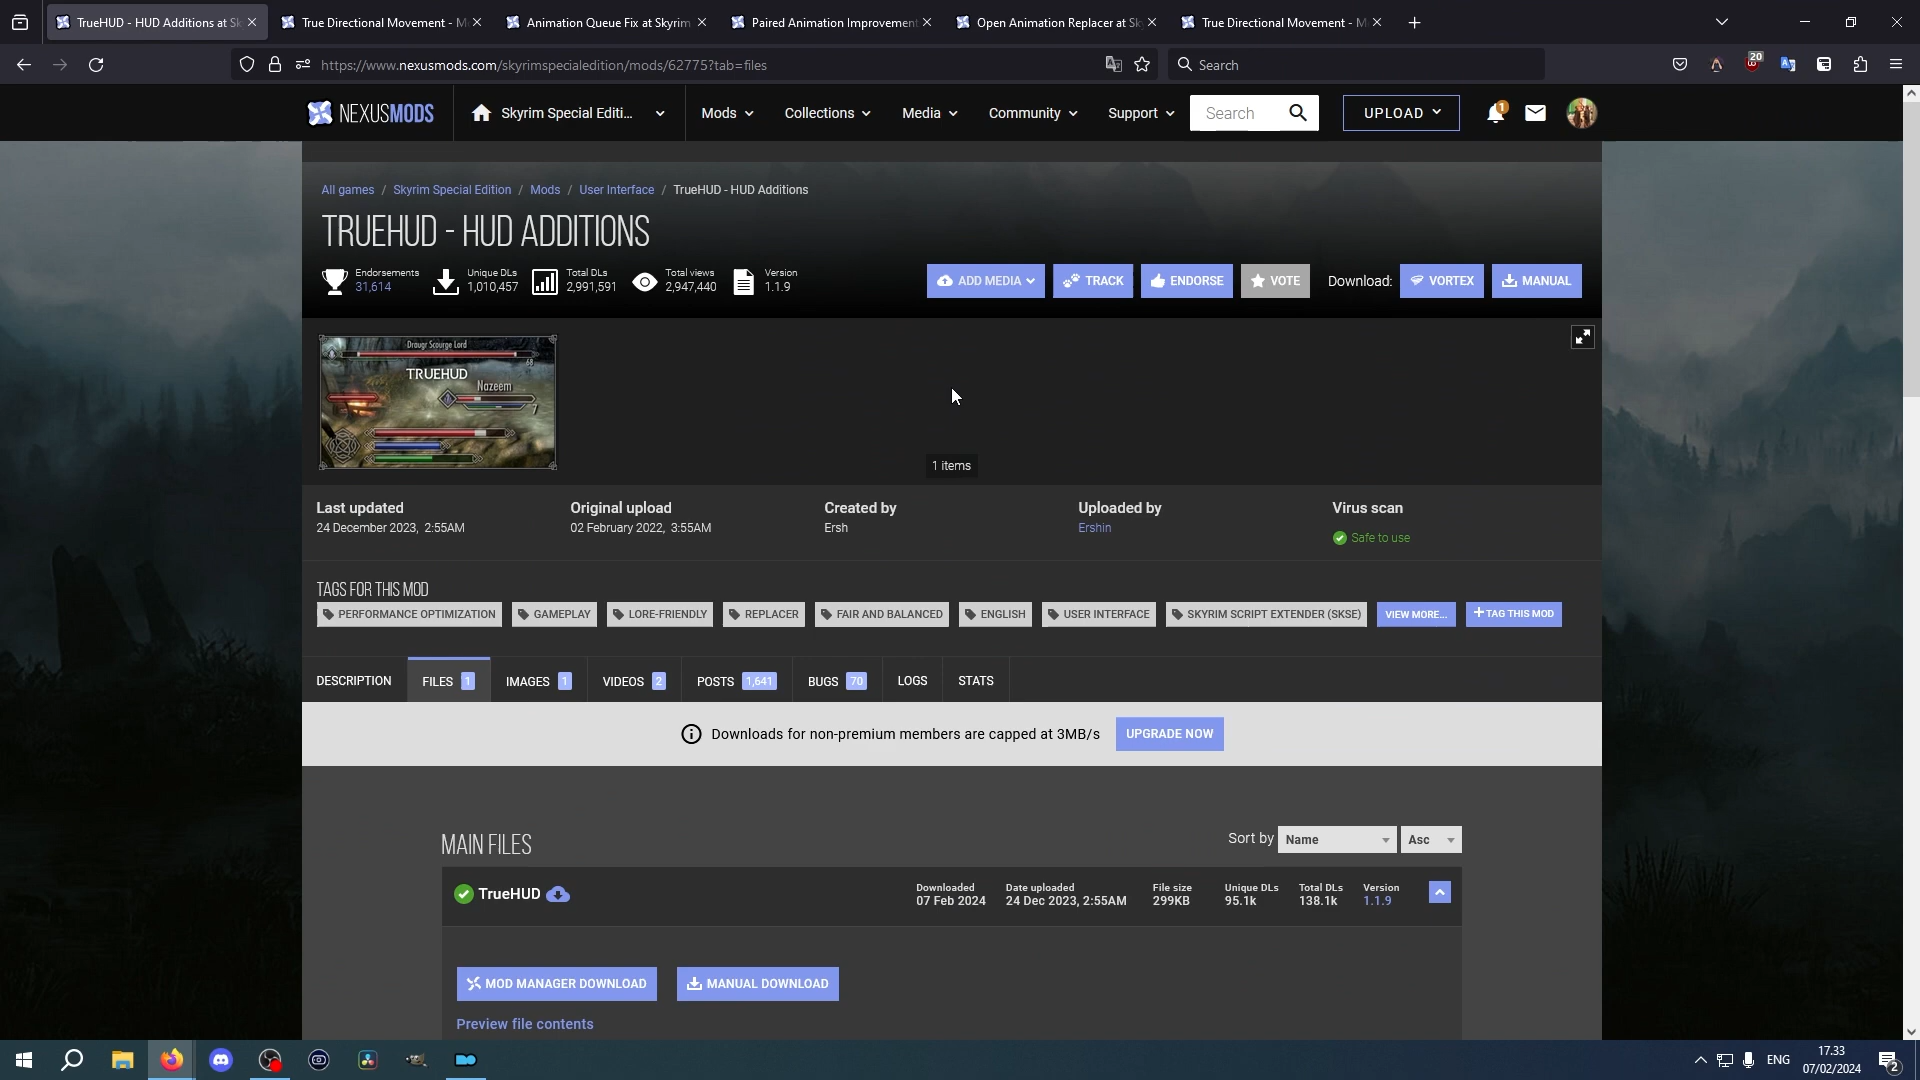 TrueHUD - HUD Additions at Sk
True Directional Movement - M
Animation Queue Fix at Skyrim
Paired Animation Improvement
Open Animation Replacer at Sk
True Directional Movement - M
https://www.nexusmods.com/skyrimspecialedition/mods/62775?tab=files
Search
20
NEXUSMODS
Skyrim Special Editi...
Mods
Collections
Media
Community
Support
Search
UPLOAD
1
All games / Skyrim Special Edition / Mods / User Interface / TrueHUD - HUD Additions
TRUEHUD - HUD ADDITIONS
Endorsements
31,614
Unique DLs
1,010,457
Total DLs
2,991,591
Total views
2,947,440
Version
1.1.9
ADD MEDIA
TRACK
ENDORSE
VOTE
Download:
VORTEX
MANUAL
Draugr Scourge Lord
68
TRUEHUD
Nazeem
7
1 items
Last updated
24 December 2023, 2:55AM
Original upload
02 February 2022, 3:55AM
Created by
Ersh
Uploaded by
Ershin
Virus scan
Safe to use
TAGS FOR THIS MOD
PERFORMANCE OPTIMIZATION
GAMEPLAY
LORE-FRIENDLY
REPLACER
FAIR AND BALANCED
ENGLISH
USER INTERFACE
SKYRIM SCRIPT EXTENDER (SKSE)
VIEW MORE...
TAG THIS MOD
DESCRIPTION
FILES 1
IMAGES 1
VIDEOS 2
POSTS 1,641
BUGS 70
LOGS
STATS
Downloads for non-premium members are capped at 3MB/s
UPGRADE NOW
MAIN FILES
Sort by
Name
Asc
TrueHUD
Downloaded
07 Feb 2024
Date uploaded
24 Dec 2023, 2:55AM
File size
299KB
Unique DLs
95.1k
Total DLs
138.1k
Version
1.1.9
MOD MANAGER DOWNLOAD
MANUAL DOWNLOAD
Preview file contents
ENG
17.33
07/02/2024
2